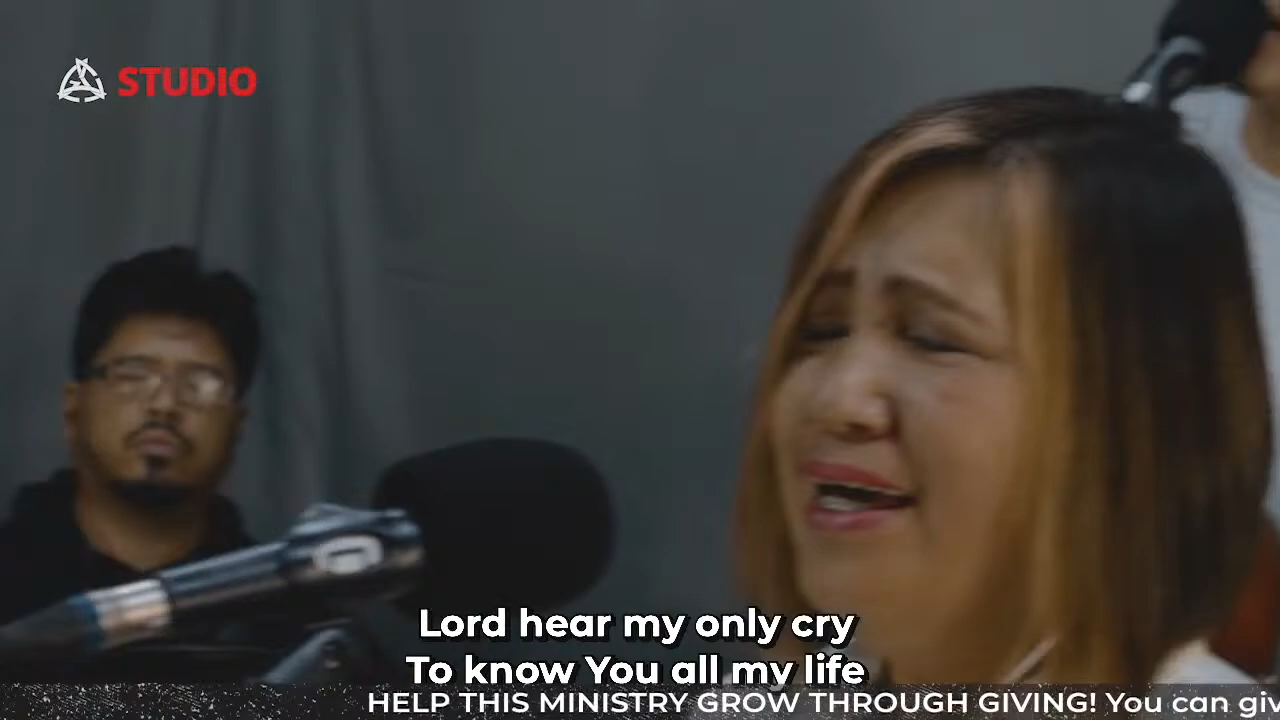 STUDIO
Lord hear my only cry
To know You all my life
HELP THIS MINISTRY GROW THROUGH GIVING! You can giv